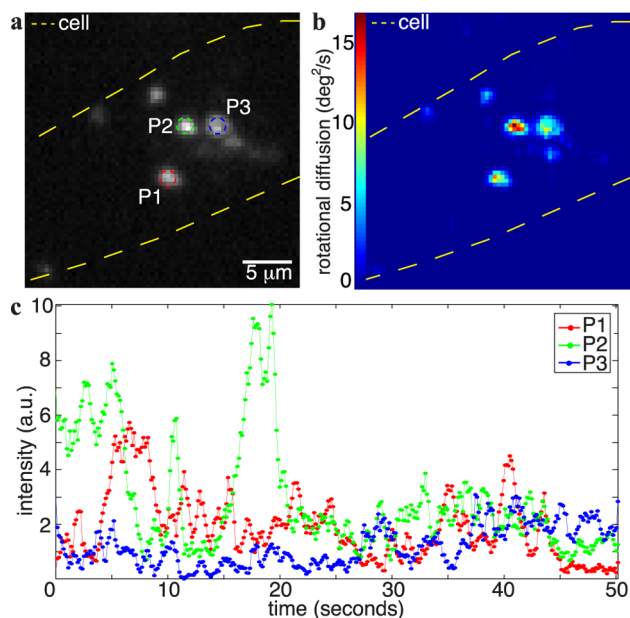 a
cell
P2
P3
P1
5 μm
b
cell
rotational diffusion (deg²/s)
15
10
5
0
c
intensity (a.u.)
10
8
6
4
2
0
P1
P2
P3
0
10
20
30
40
50
time (seconds)